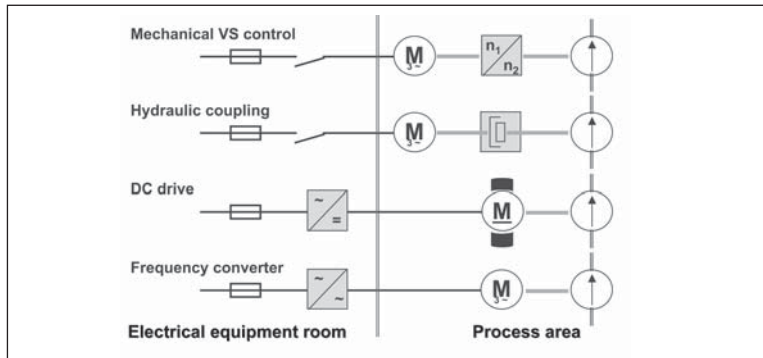 Mechanical VS control
M
3~
n1
n2
Hydraulic coupling
M
3~
DC drive
~
=
M
Frequency converter
~
~
M
3~
Electrical equipment room
Process area